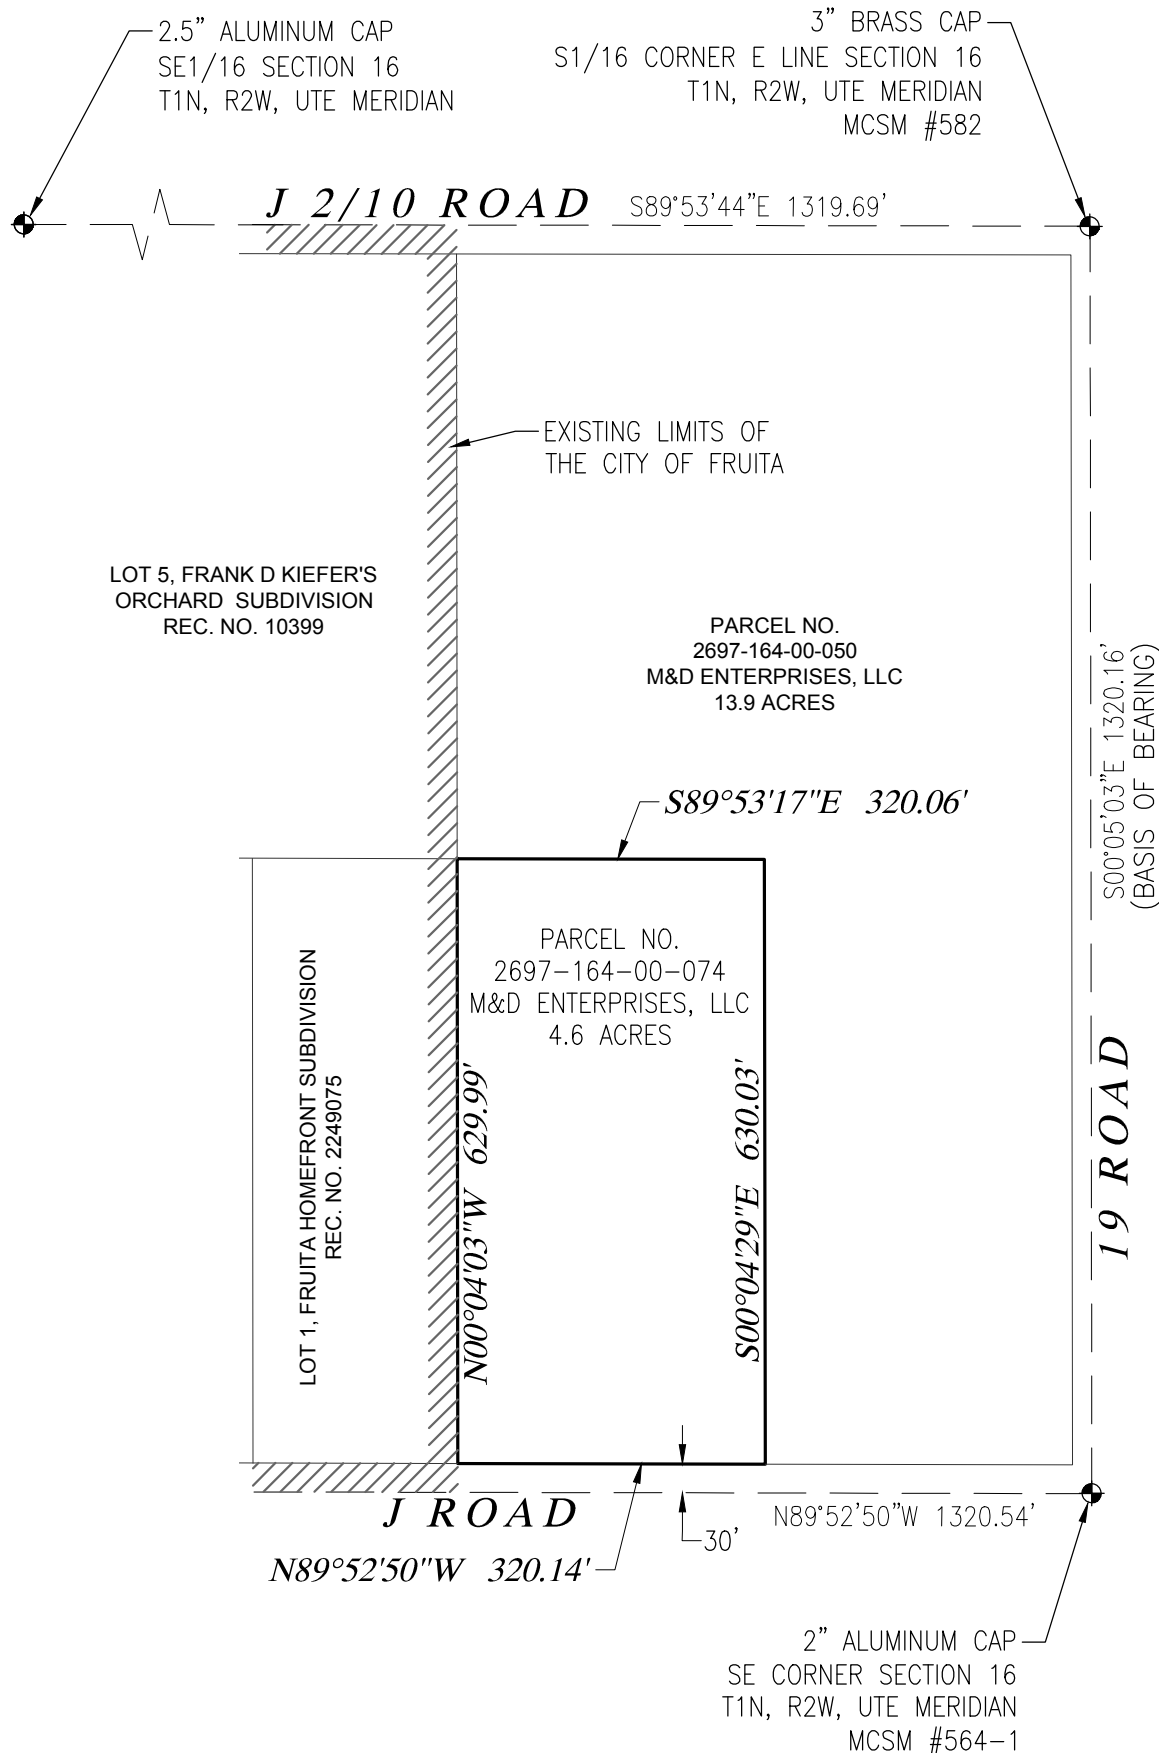 2.5” ALUMINUM CAP
SE1/16 SECTION 16
T1N, R2W, UTE MERIDIAN
3” BRASS CAP
S1/16 CORNER E LINE SECTION 16
T1N, R2W, UTE MERIDIAN
MCSM #582
J 2/10 ROAD
S89°53’44”E 1319.69’
EXISTING LIMITS OF
THE CITY OF FRUITA
LOT 5, FRANK D KIEFER'S
ORCHARD SUBDIVISION
REC. NO. 10399
PARCEL NO.
2697-164-00-050
M&D ENTERPRISES, LLC
13.9 ACRES
S00°05’03”E 1320.16’
(BASIS OF BEARING)
S89°53'17"E 320.06'
PARCEL NO.
2697-164-00-074
M&D ENTERPRISES, LLC
4.6 ACRES
LOT 1, FRUITA HOMEFRONT SUBDIVISION
REC. NO. 2249075
N00°04'03"W 629.99'
S00°04'29"E 630.03'
19 ROAD
J ROAD
N89°52’50”W 1320.54’
30’
N89°52'50"W 320.14'
2” ALUMINUM CAP
SE CORNER SECTION 16
T1N, R2W, UTE MERIDIAN
MCSM #564-1